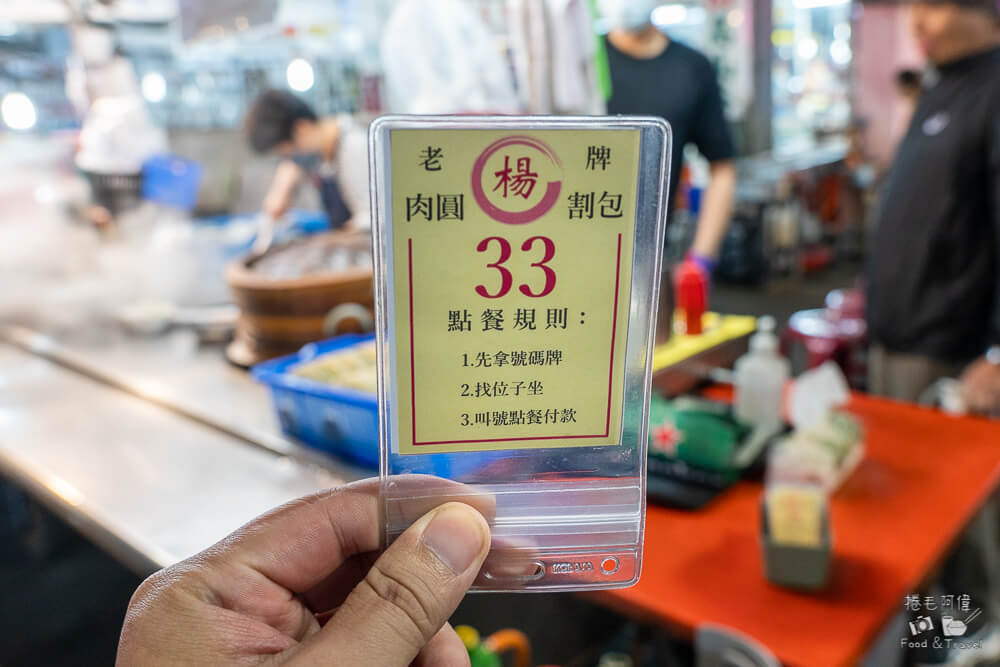 老 楊 牌
肉圓 割包
33
點餐規則：
1.先拿號碼牌
2.找位子坐
3.叫號點餐付款
捲毛阿偉
Food & Travel